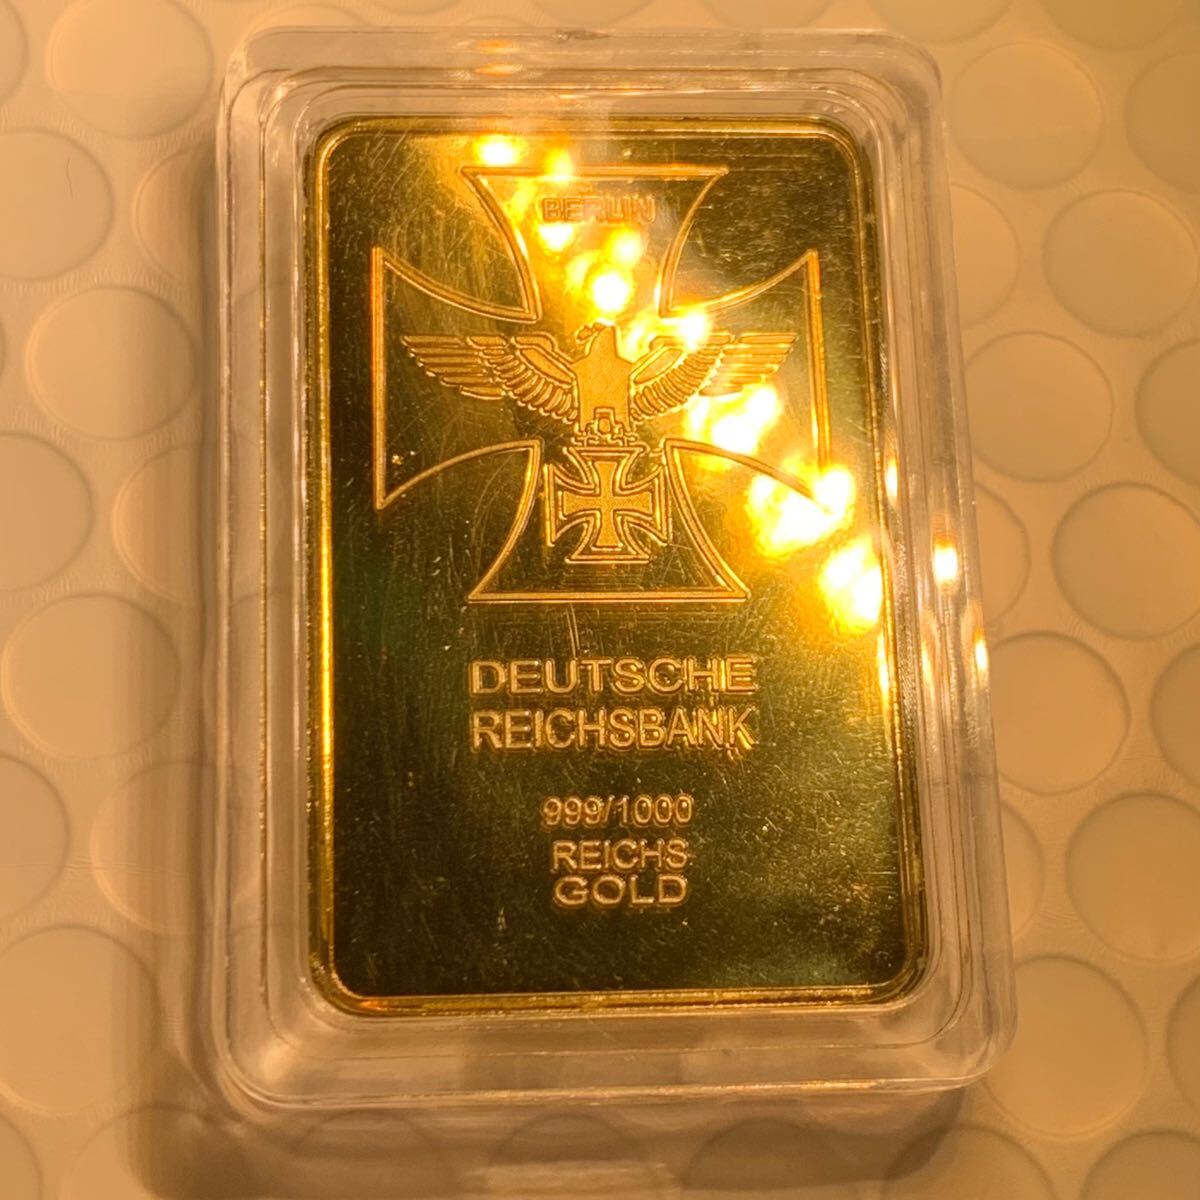 BERLIN
DEUTSCHE
REICHSBANK
999/1000
REICHS
GOLD